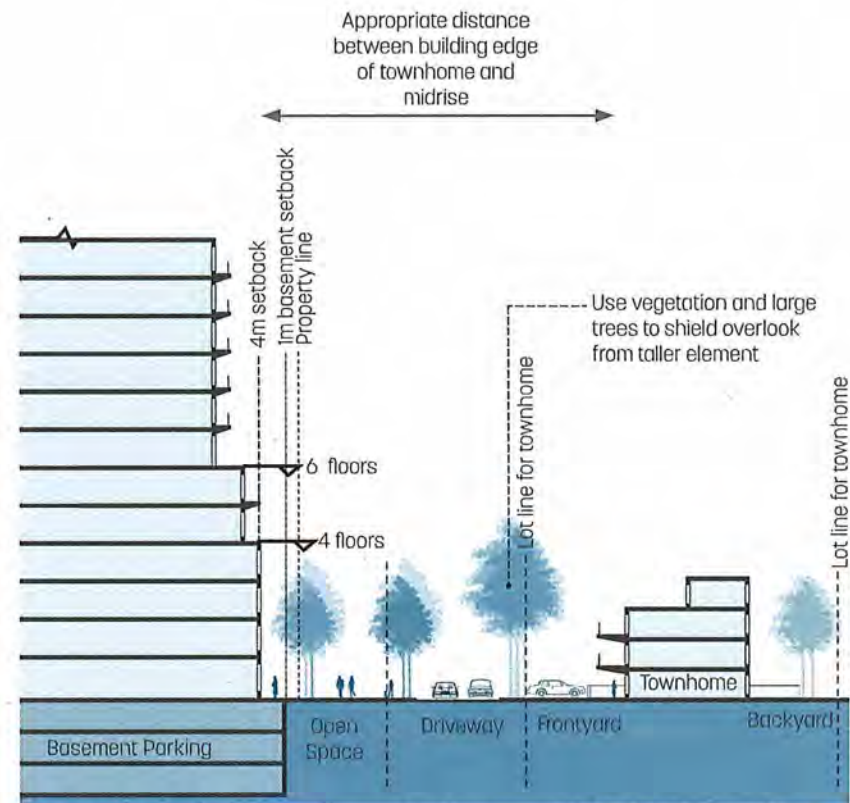 Appropriate distance
between building edge
of townhome and
midrise
4m setback
1m basement setback
Property line
Use vegetation and large
trees to shield overlook
from taller element
Lot line for townhome
Lot line for townhome
6 floors
4 floors
Townhome
Basement Parking
Open
Space
Driveway
Frontyard
Backyard